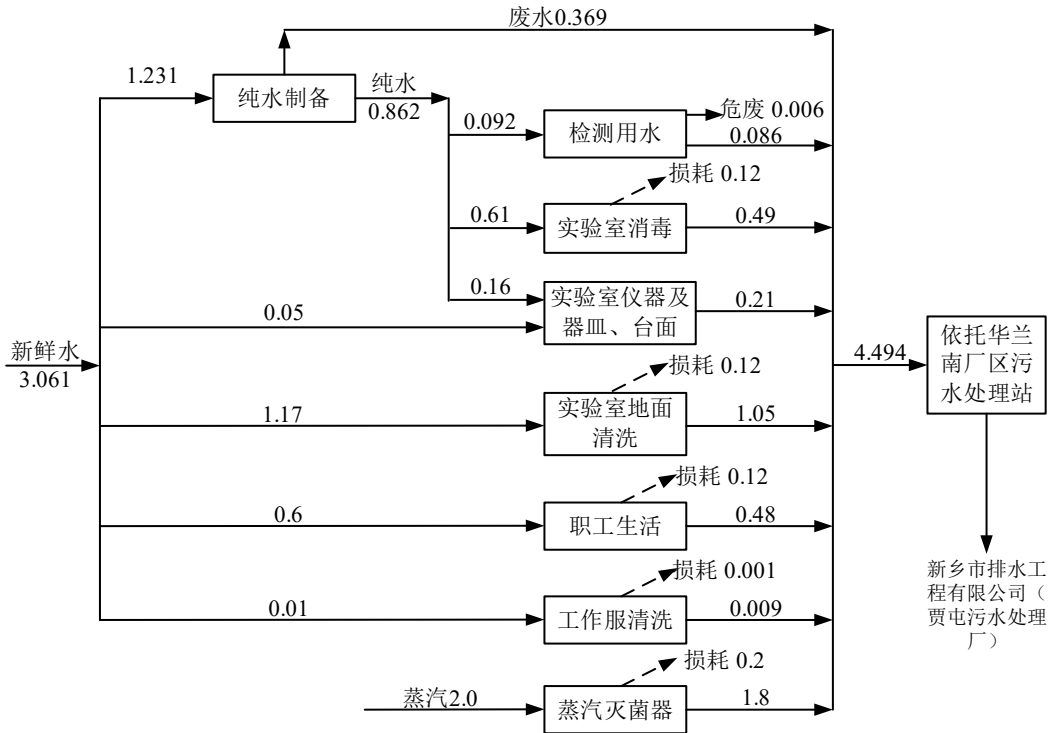 废水0.369
1.231
纯水制备
纯水
0.862
0.092
检测用水
危废 0.006
0.086
损耗 0.12
0.61
实验室消毒
0.49
0.16
实验室仪器及
器皿、台面
0.21
0.05
新鲜水
3.061
4.494
依托华兰
南厂区污
水处理站
损耗 0.12
1.17
实验室地面
清洗
1.05
损耗 0.12
0.6
职工生活
0.48
损耗 0.001
0.01
工作服清洗
0.009
新乡市排水工
程有限公司（
贾屯污水处理
厂）
损耗 0.2
蒸汽2.0
蒸汽灭菌器
1.8